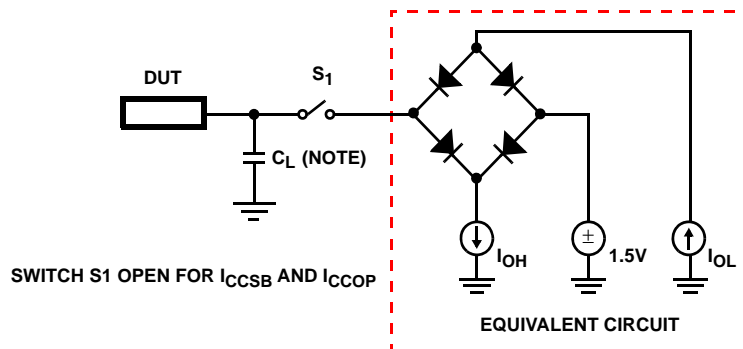 DUT
S1
CL (NOTE)
IOH
±
1.5V
IOL
SWITCH S1 OPEN FOR ICCSB AND ICCOP
EQUIVALENT CIRCUIT